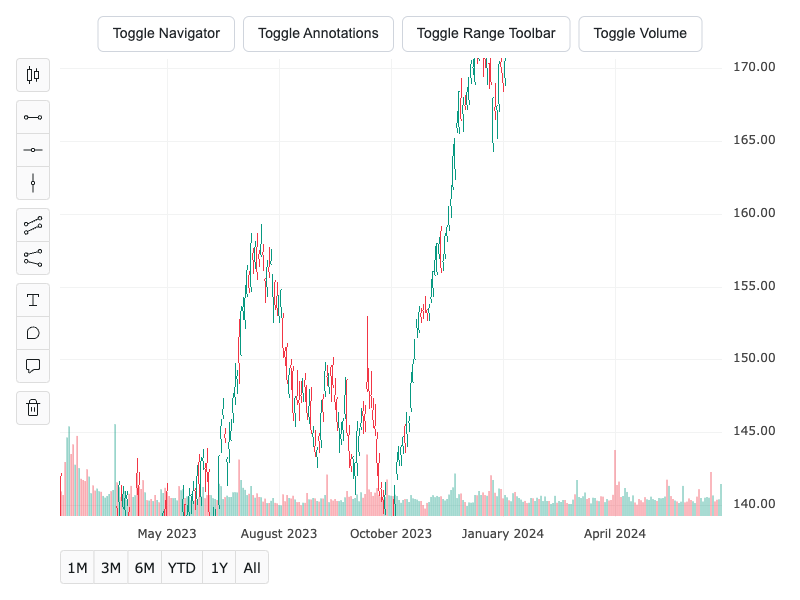 Toggle Navigator
Toggle Annotations
Toggle Range Toolbar
Toggle Volume
170.00
165.00
160.00
155.00
150.00
145.00
140.00
May 2023
August 2023
October 2023
January 2024
April 2024
T
1M
3M
6M
YTD
1Y
All